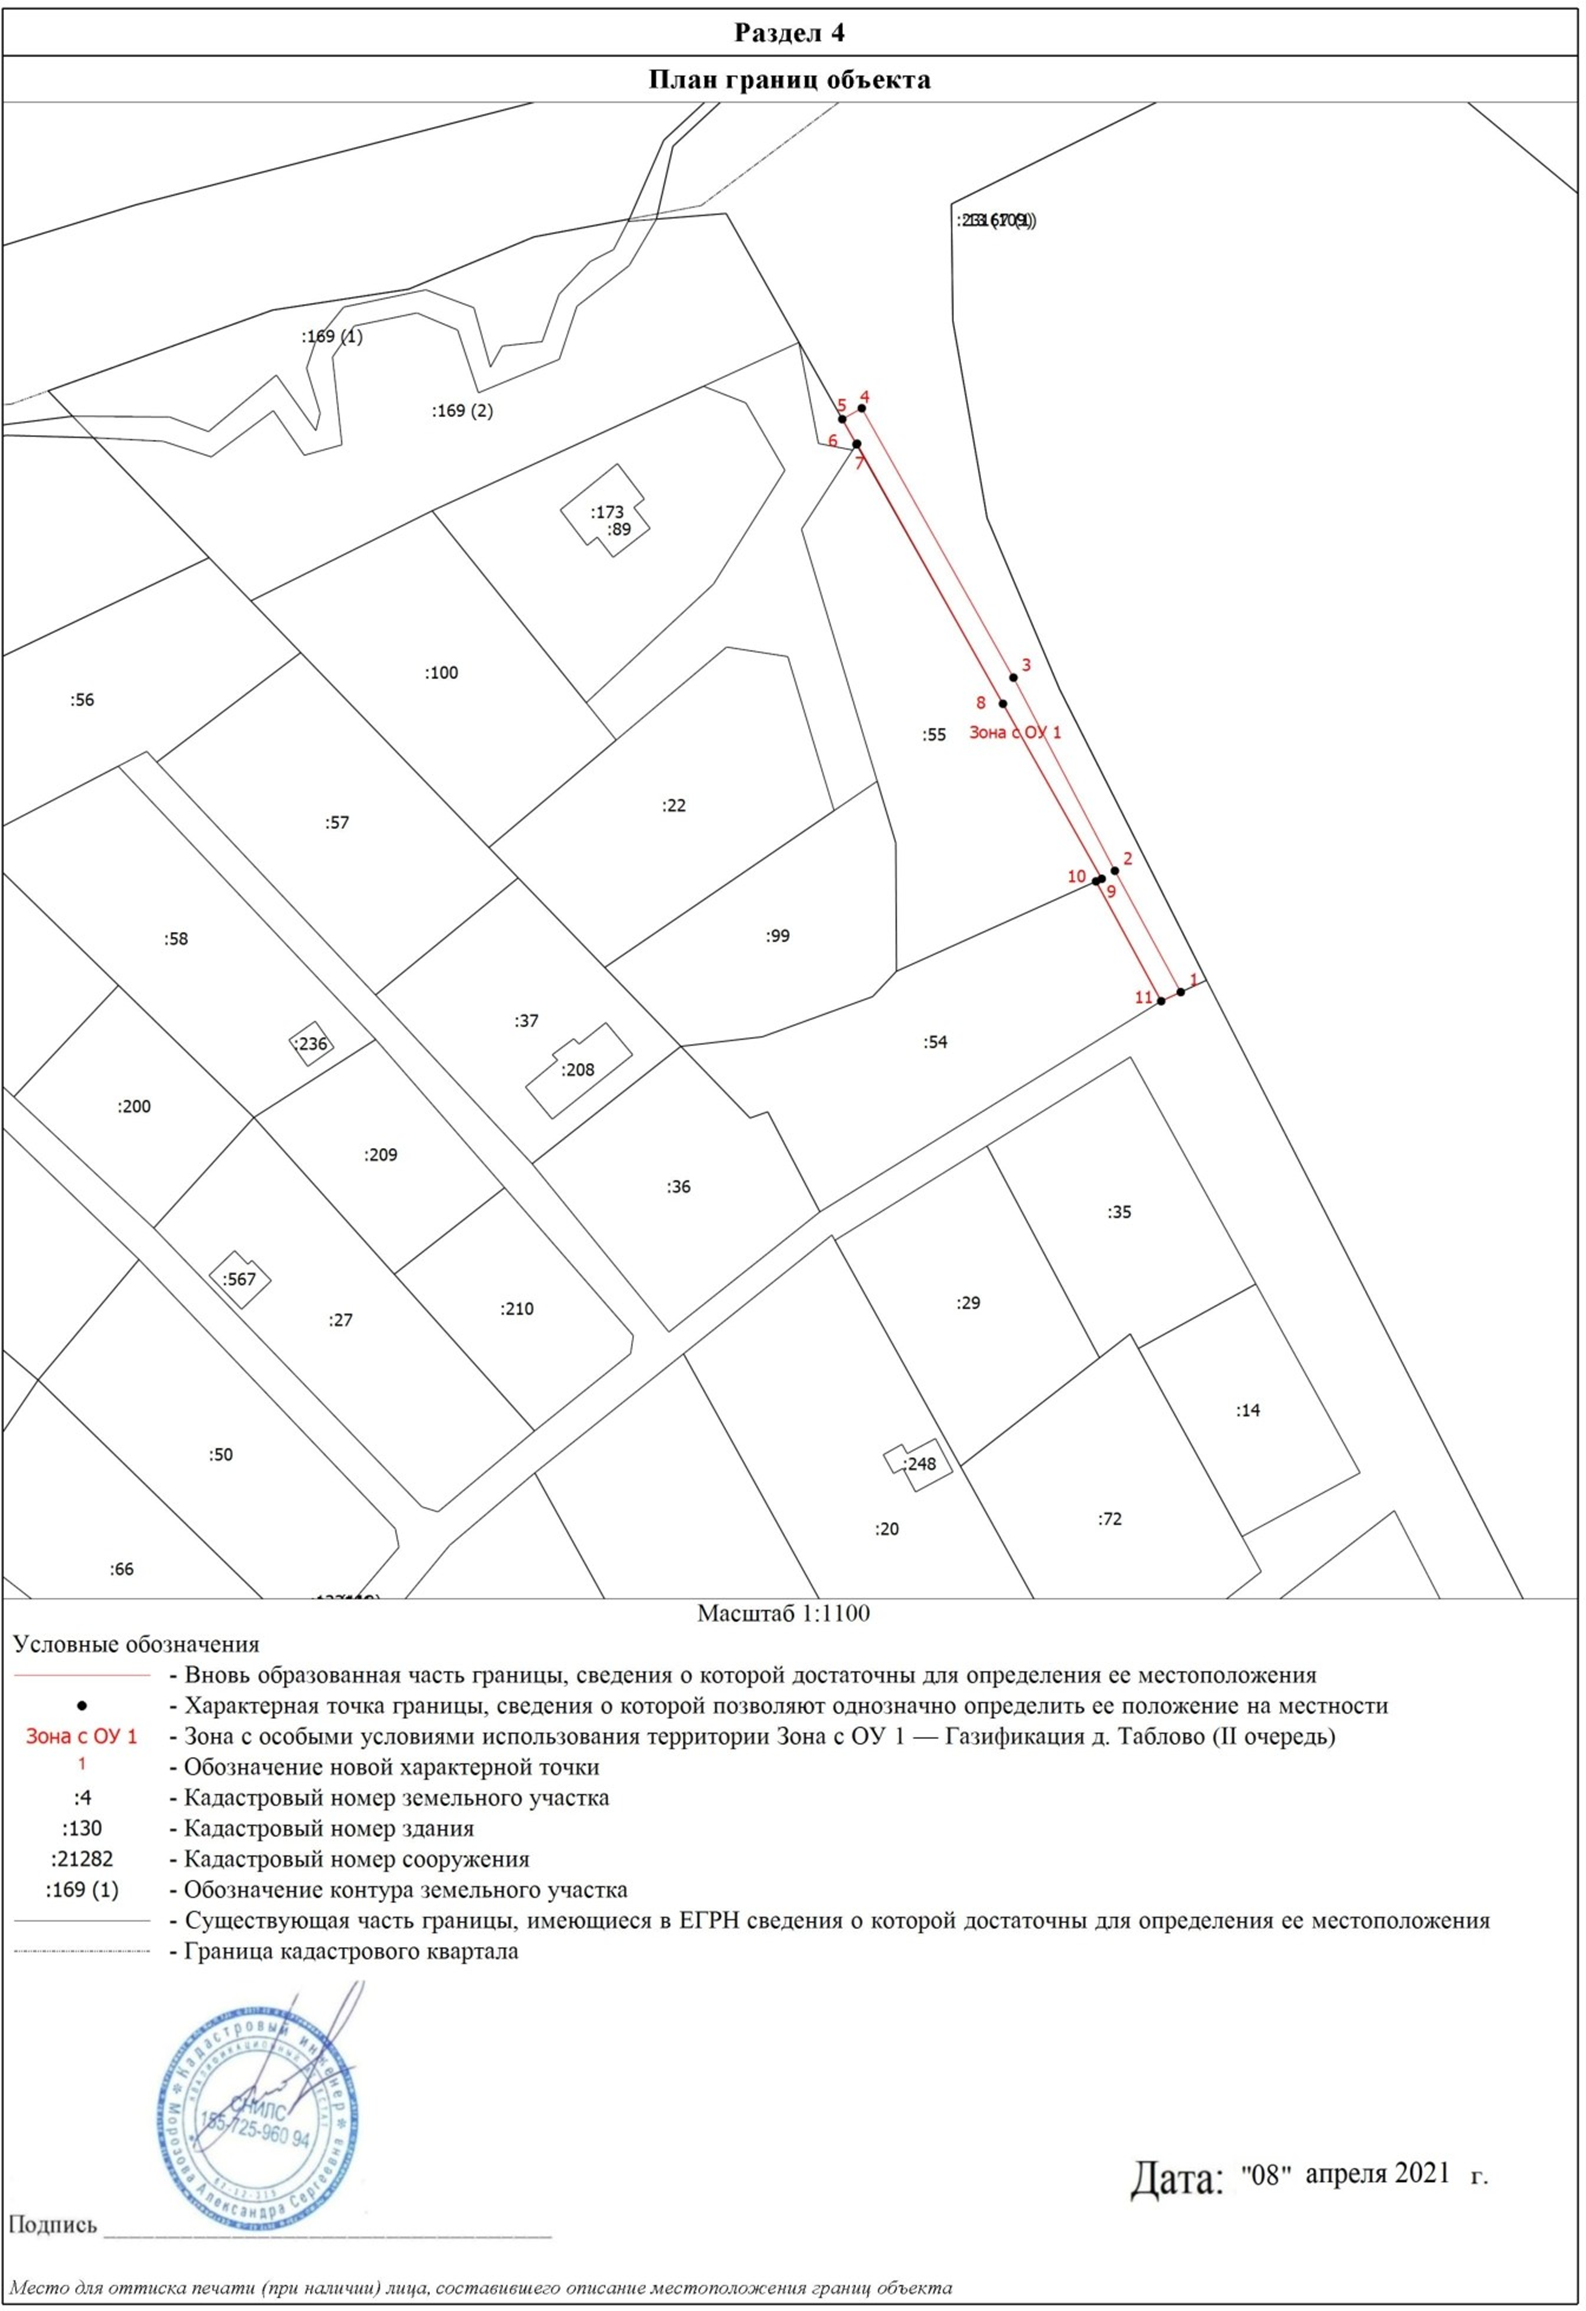 Раздел 4
План границ объекта
:169 (1)
:169 (2)
5
4
6
7
:173
:89
3
:100
:56
8
Зона с ОУ 1
:55
:22
:57
2
10
9
:58
:99
1
11
:37
:236
:54
:208
:200
:209
:36
:35
:567
:29
:210
:27
:14
:50
:248
:72
:20
:66
Масштаб 1:1100
Условные обозначения
- Вновь образованная часть границы, сведения о которой достаточны для определения ее местоположения
- Характерная точка границы, сведения о которой позволяют однозначно определить ее положение на местности
Зона с ОУ 1 - Зона с особыми условиями использования территории Зона с ОУ 1 — Газификация д. Таблово (II очередь)
1 - Обозначение новой характерной точки
:4 - Кадастровый номер земельного участка
:130 - Кадастровый номер здания
:21282 - Кадастровый номер сооружения
:169 (1) - Обозначение контура земельного участка
- Существующая часть границы, имеющиеся в ЕГРН сведения о которой достаточны для определения ее местоположения
- Граница кадастрового квартала
Кадастровый инженер
Морозова Александра Сергеевна
СНИЛС
155-725-960 94
Дата: "08" апреля 2021 г.
Подпись
Место для оттиска печати (при наличии) лица, составившего описание местоположения границ объекта